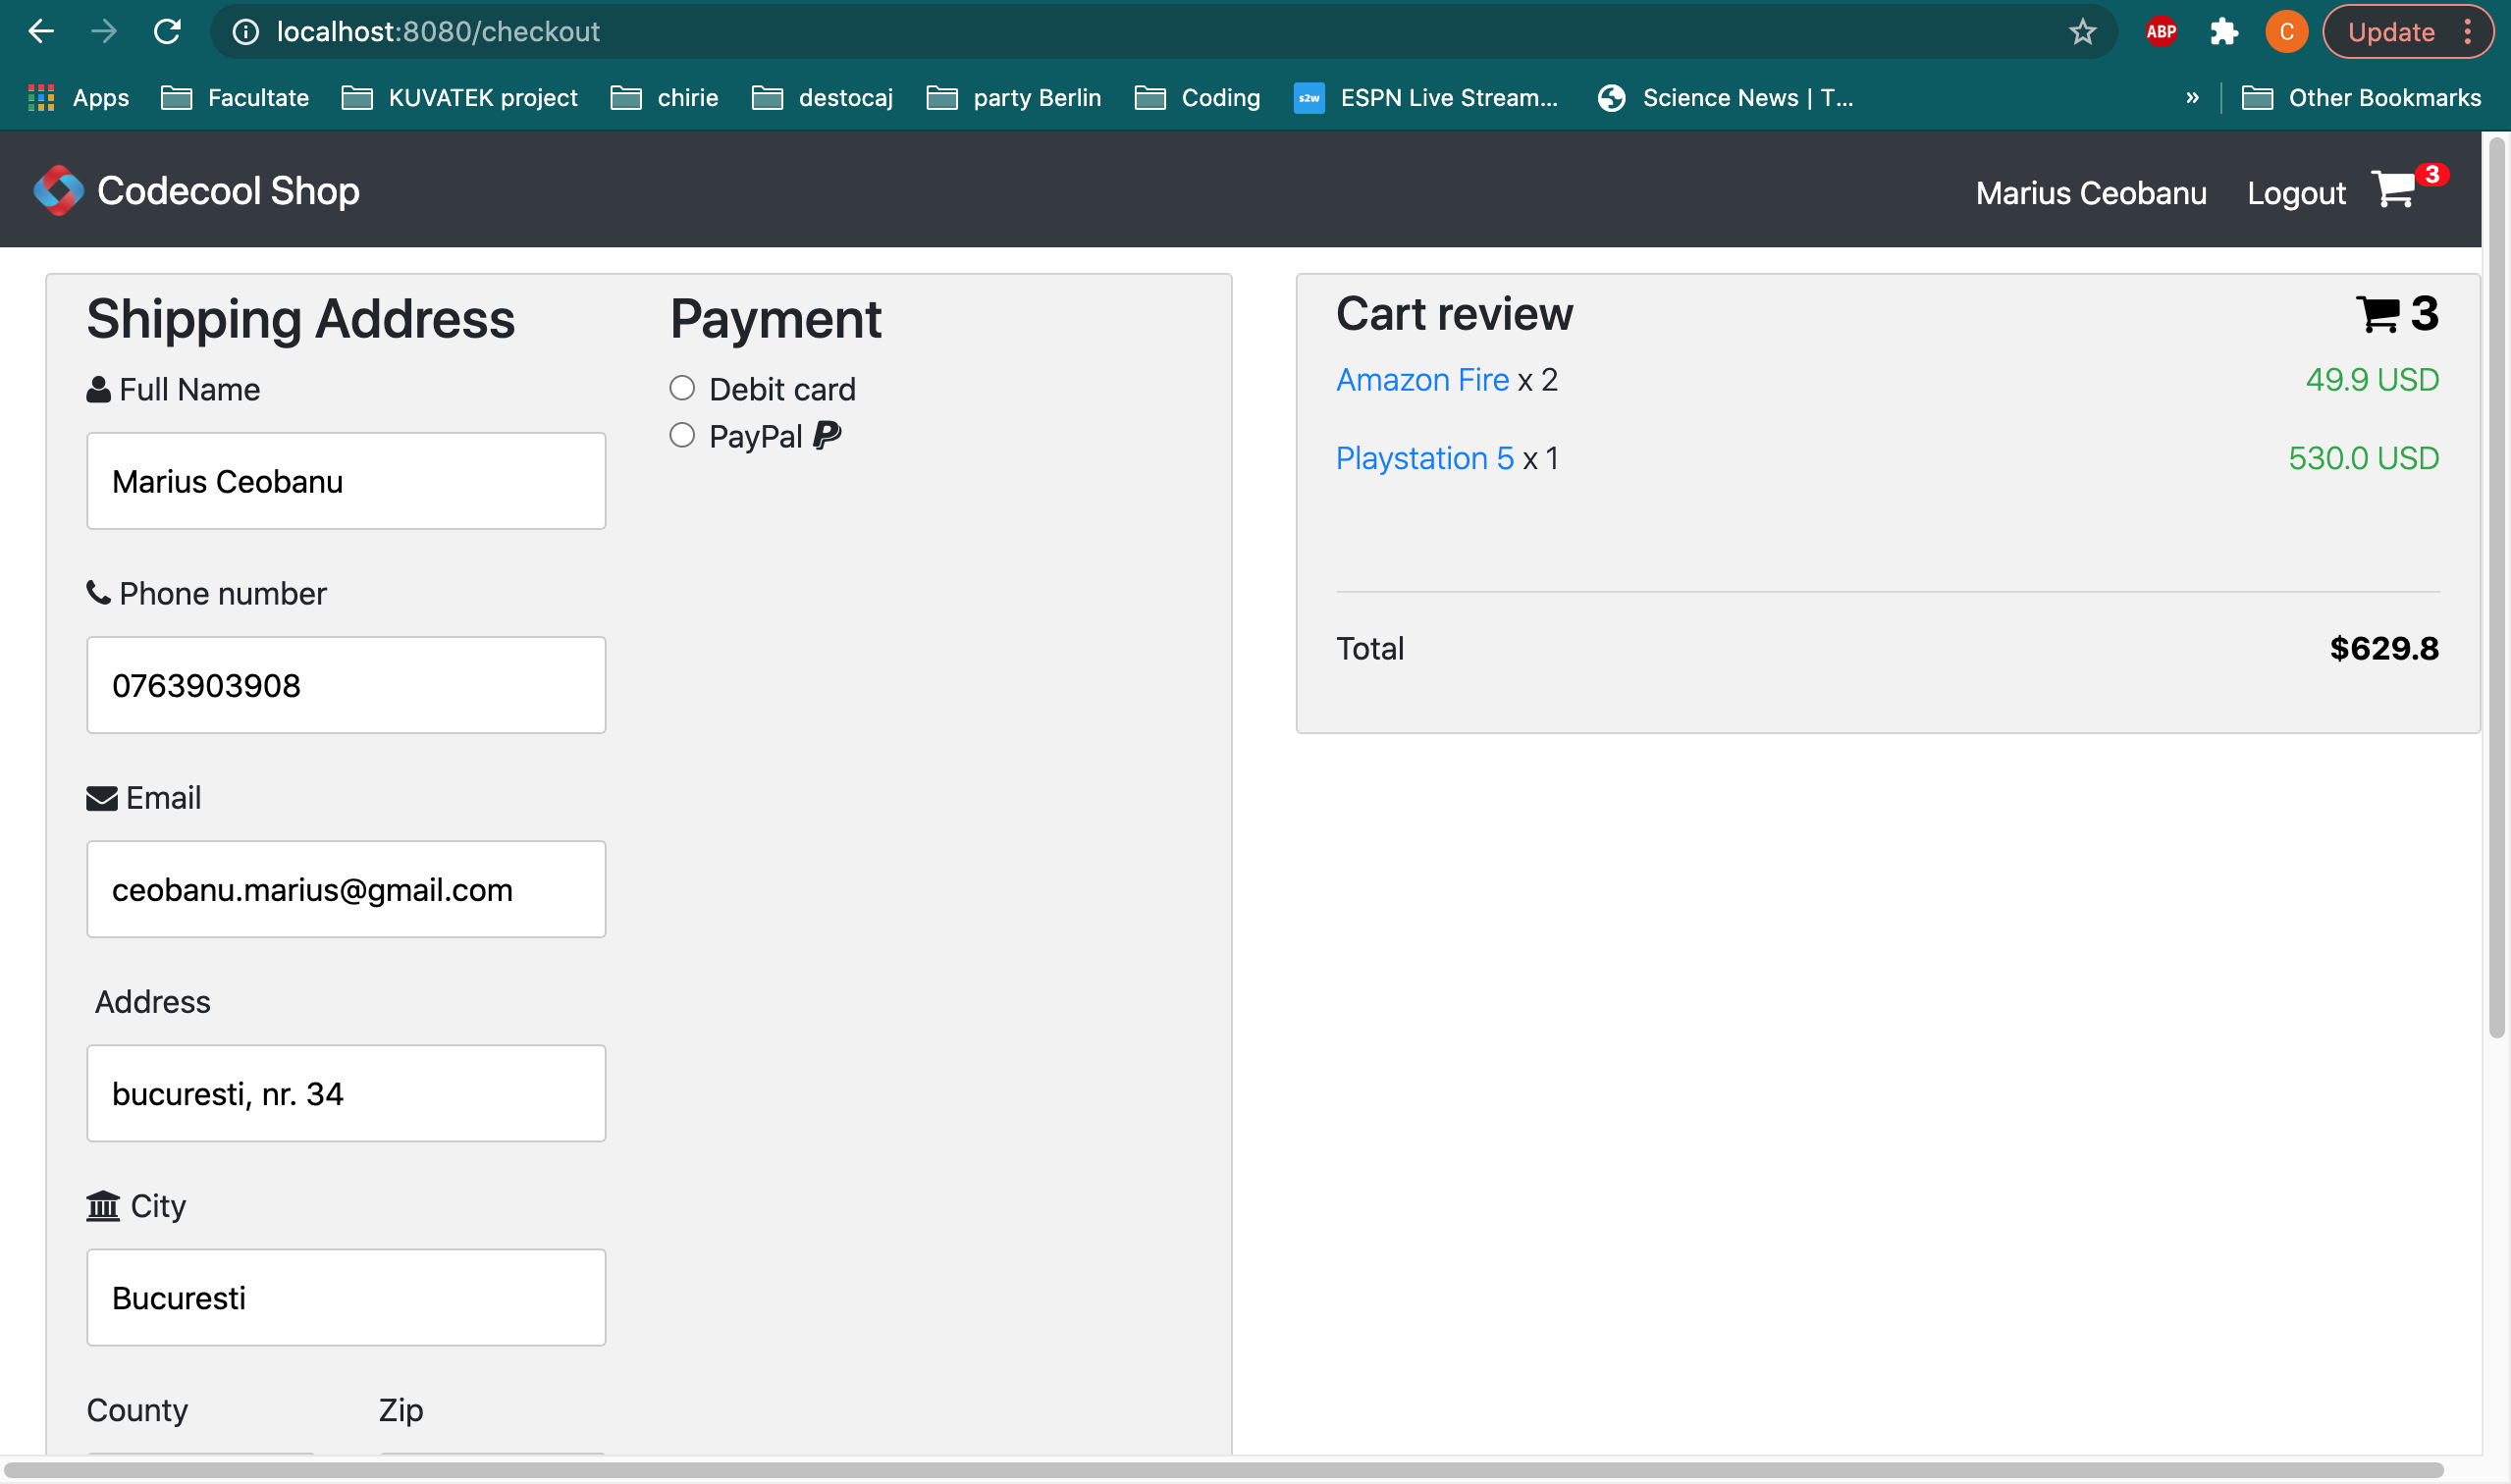 localhost:8080/checkout
ABP
C
Update
Apps
Facultate
KUVATEK project
chirie
destocaj
party Berlin
Coding
s2w
ESPN Live Stream...
Science News | T...
»
Other Bookmarks
Codecool Shop
Marius Ceobanu
Logout
3
Shipping Address
Full Name
Marius Ceobanu
Phone number
0763903908
Email
ceobanu.marius@gmail.com
Address
bucuresti, nr. 34
City
Bucuresti
County
Zip
Payment
Debit card
PayPal
Cart review
3
Amazon Fire x 2
49.9 USD
Playstation 5 x 1
530.0 USD
Total
$629.8